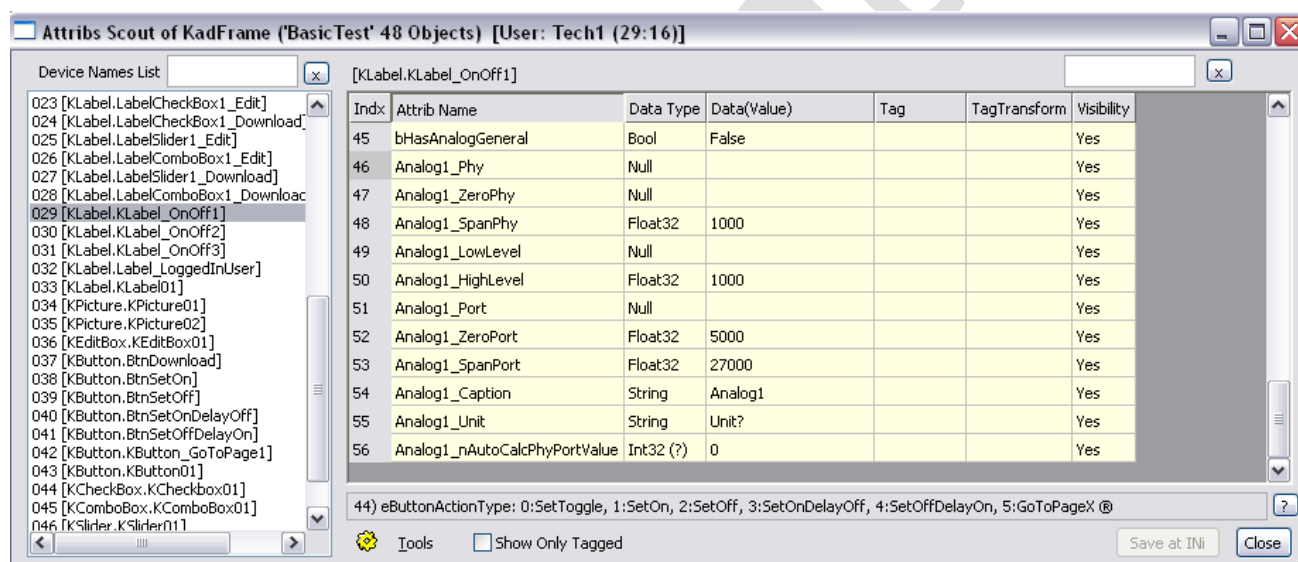 Attribs Scout of KadFrame ('BasicTest' 48 Objects) [User: Tech1 (29:16)]
Device Names List x [KLabel.KLabel_OnOff1] x
023 [KLabel.LabelCheckBox1_Edit]
024 [KLabel.LabelCheckBox1_Download]
025 [KLabel.LabelSlider1_Edit]
026 [KLabel.LabelComboBox1_Edit]
027 [KLabel.LabelSlider1_Download]
028 [KLabel.LabelComboBox1_Downloac
029 [KLabel.KLabel_OnOff1]
030 [KLabel.KLabel_OnOff2]
031 [KLabel.KLabel_OnOff3]
032 [KLabel.Label_LoggedInUser]
033 [KLabel.KLabel01]
034 [KPicture.KPicture01]
035 [KPicture.KPicture02]
036 [KEditBox.KEditBox01]
037 [KButton.BtnDownload]
038 [KButton.BtnSetOn]
039 [KButton.BtnSetOff]
040 [KButton.BtnSetOnDelayOff]
041 [KButton.BtnSetOffDelayOn]
042 [KButton.KButton_GoToPage1]
043 [KButton.KButton01]
044 [KCheckBox.KCheckbox01]
045 [KComboBox.KComboBox01]
046 [KSlider.KSlider01]
Indx Attrib Name Data Type Data(Value) Tag TagTransform Visibility
45 bHasAnalogGeneral Bool False Yes
46 Analog1_Phy Null Yes
47 Analog1_ZeroPhy Null Yes
48 Analog1_SpanPhy Float32 1000 Yes
49 Analog1_LowLevel Null Yes
50 Analog1_HighLevel Float32 1000 Yes
51 Analog1_Port Null Yes
52 Analog1_ZeroPort Float32 5000 Yes
53 Analog1_SpanPort Float32 27000 Yes
54 Analog1_Caption String Analog1 Yes
55 Analog1_Unit String Unit? Yes
56 Analog1_nAutoCalcPhyPortValue Int32 (?) 0 Yes
44) eButtonActionType: 0:SetToggle, 1:SetOn, 2:SetOff, 3:SetOnDelayOff, 4:SetOffDelayOn, 5:GoToPageX ® ?
Tools Show Only Tagged Save at INi Close